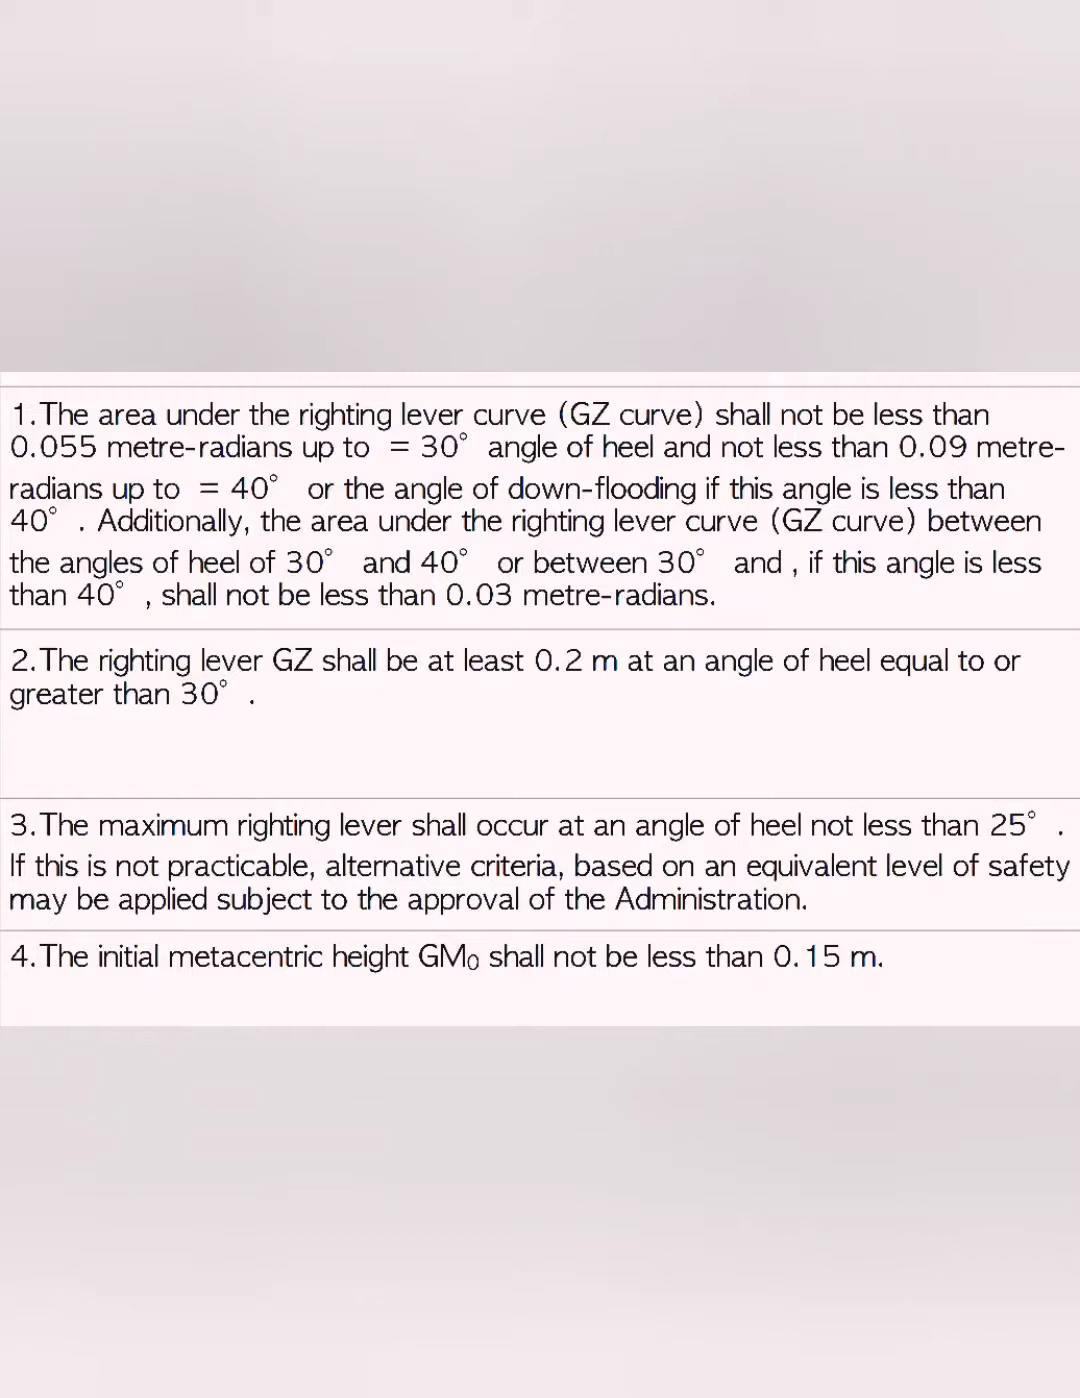 1.The area under the righting lever curve (GZ curve) shall not be less than
0.055 metre-radians up to = 30° angle of heel and not less than 0.09 metre-
radians up to = 40° or the angle of down-flooding if this angle is less than
40° . Additionally, the area under the righting lever curve (GZ curve) between
the angles of heel of 30° and 40° or between 30° and , if this angle is less
than 40° , shall not be less than 0.03 metre-radians.
2.The righting lever GZ shall be at least 0.2 m at an angle of heel equal to or
greater than 30° .
3.The maximum righting lever shall occur at an angle of heel not less than 25° .
If this is not practicable, alternative criteria, based on an equivalent level of safety
may be applied subject to the approval of the Administration.
4.The initial metacentric height GM₀ shall not be less than 0.15 m.